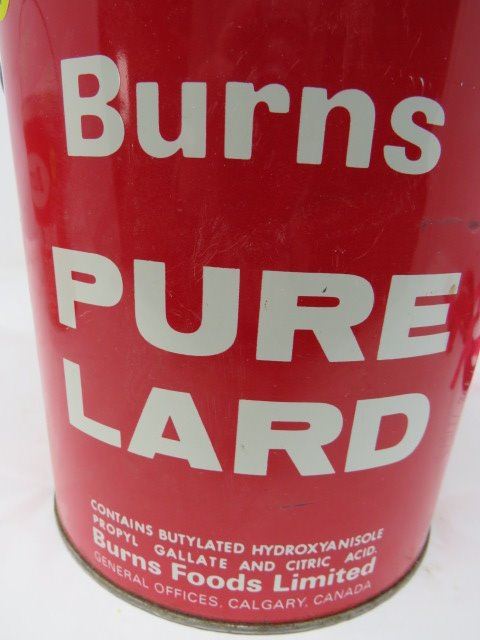 Burns
PURE
LARD
CONTAINS BUTYLATED HYDROXYANISOLE
PROPYL GALLATE AND CITRIC ACID.
Burns Foods Limited
GENERAL OFFICES, CALGARY, CANADA